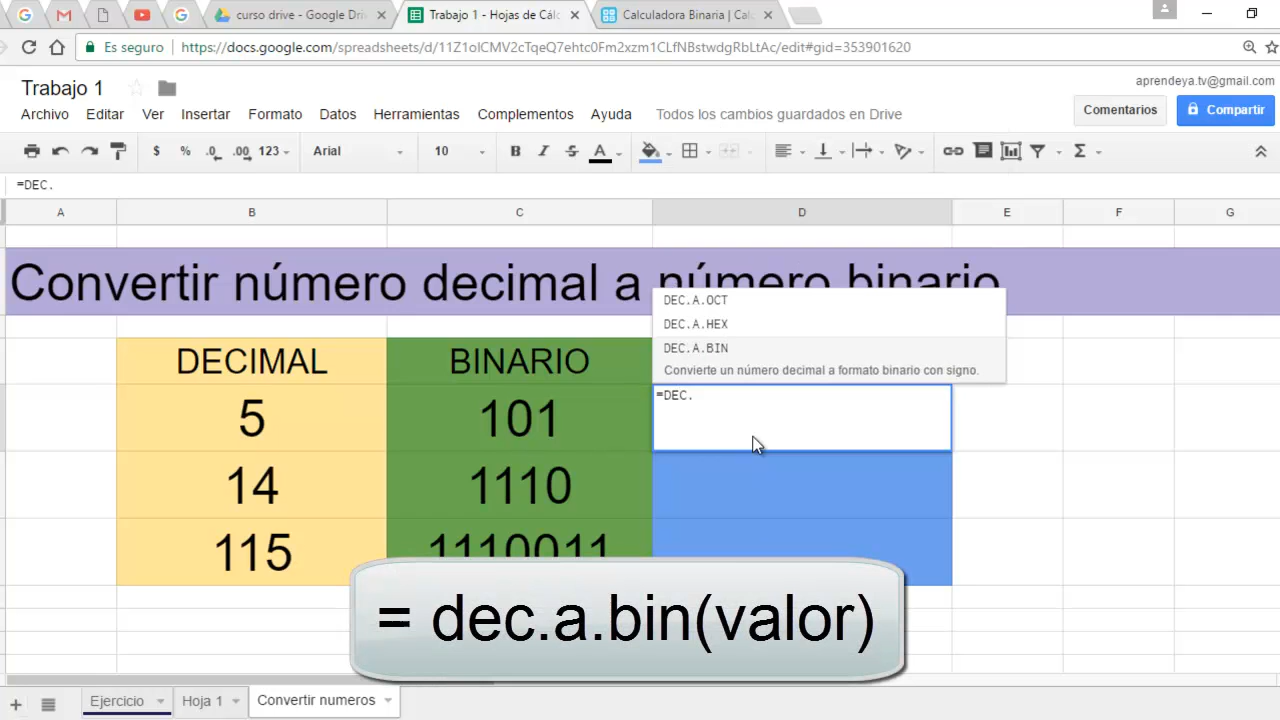 curso drive - Google Dri
Trabajo 1 - Hojas de Cálc
Calculadora Binaria | Calc
Es seguro
https://docs.google.com/spreadsheets/d/11Z1olCMV2cTqeQ7ehtc0Fm2xzm1CLfNBstwdgRbLtAc/edit#gid=353901620
Trabajo 1
aprendeya.tv@gmail.com
Archivo Editar Ver Insertar Formato Datos Herramientas Complementos Ayuda Todos los cambios guardados en Drive
Comentarios
Compartir
$ % .0 .00 123 Arial 10 B I S A Σ
=DEC.
A B C D E F G
Convertir número decimal a número binario
DEC.A.OCT
DEC.A.HEX
DEC.A.BIN
Convierte un número decimal a formato binario con signo.
DECIMAL BINARIO
5 101 =DEC.
14 1110
115 1110011
= dec.a.bin(valor)
Ejercicio Hoja 1 Convertir numeros